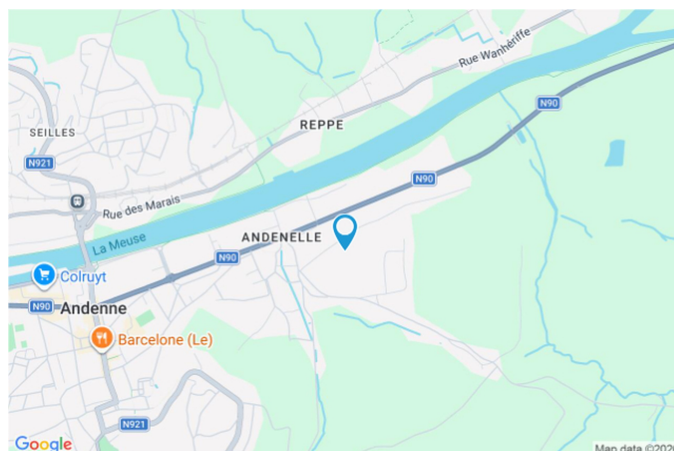 Rue Wanhériffe
N90
REPPE
SEILLES
N921
N90
Rue des Marais
La Meuse
ANDENELLE
N90
Colruyt
N90
Andenne
Barcelone (Le)
N921
Google
Map data ©2026